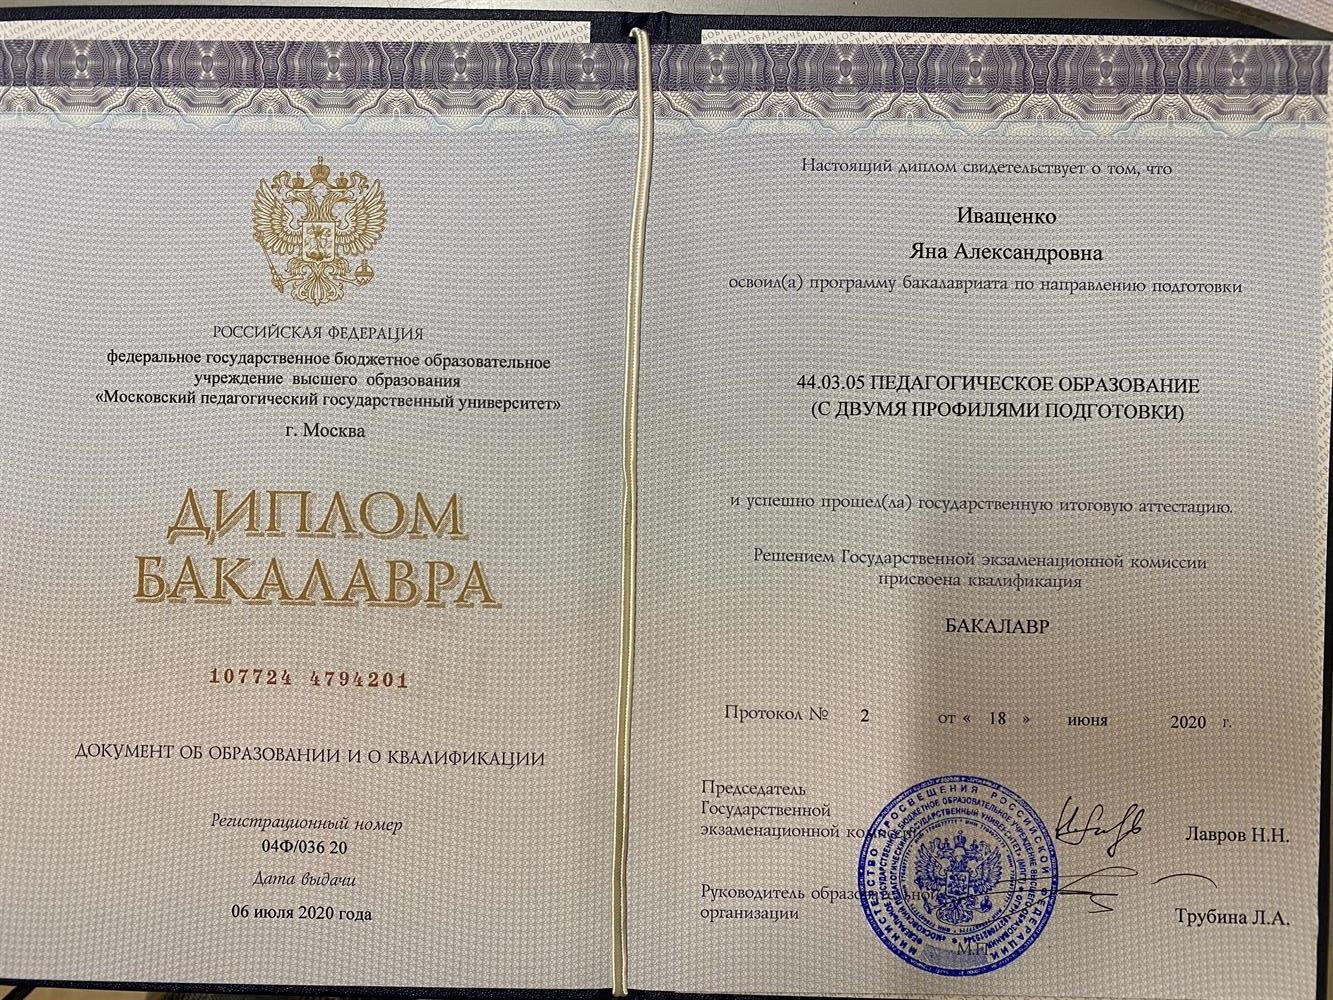 РОССИЙСКАЯ ФЕДЕРАЦИЯ
федеральное государственное бюджетное образовательное
учреждение высшего образования
«Московский педагогический государственный университет»
г. Москва
ДИПЛОМ
БАКАЛАВРА
107724 4794201
ДОКУМЕНТ ОБ ОБРАЗОВАНИИ И О КВАЛИФИКАЦИИ
Регистрационный номер
04Ф/036 20
Дата выдачи
06 июля 2020 года
Настоящий диплом свидетельствует о том, что
Иващенко
Яна Александровна
освоил(а) программу бакалавриата по направлению подготовки
44.03.05 ПЕДАГОГИЧЕСКОЕ ОБРАЗОВАНИЕ
(С ДВУМЯ ПРОФИЛЯМИ ПОДГОТОВКИ)
и успешно прошел(ла) государственную итоговую аттестацию.
Решением Государственной экзаменационной комиссии
присвоена квалификация
БАКАЛАВР
Протокол № 2 от « 18 » июня 2020 г.
Председатель
Государственной
экзаменационной Лавров Н.Н.
Руководитель образовательной
организации Трубина Л.А.
М.П.
МИНИСТЕРСТВО ПРОСВЕЩЕНИЯ РОССИЙСКОЙ ФЕДЕРАЦИИ